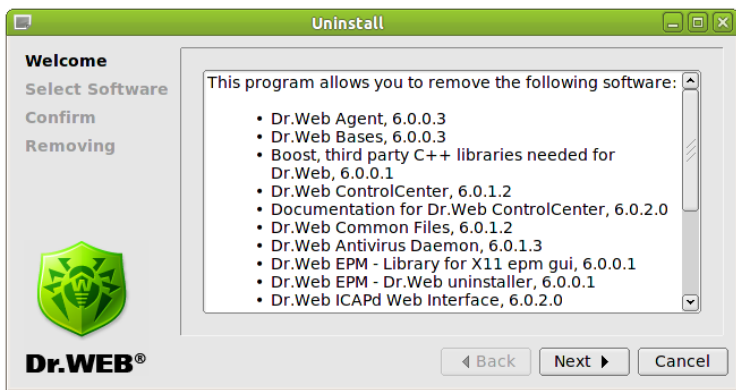 Uninstall
Welcome
Select Software
Confirm
Removing
This program allows you to remove the following software:
• Dr.Web Agent, 6.0.0.3
• Dr.Web Bases, 6.0.0.3
• Boost, third party C++ libraries needed for
Dr.Web, 6.0.0.1
• Dr.Web ControlCenter, 6.0.1.2
• Documentation for Dr.Web ControlCenter, 6.0.2.0
• Dr.Web Common Files, 6.0.1.2
• Dr.Web Antivirus Daemon, 6.0.1.3
• Dr.Web EPM - Library for X11 epm gui, 6.0.0.1
• Dr.Web EPM - Dr.Web uninstaller, 6.0.0.1
• Dr.Web ICAPd Web Interface, 6.0.2.0
Dr.WEB®
Back
Next
Cancel